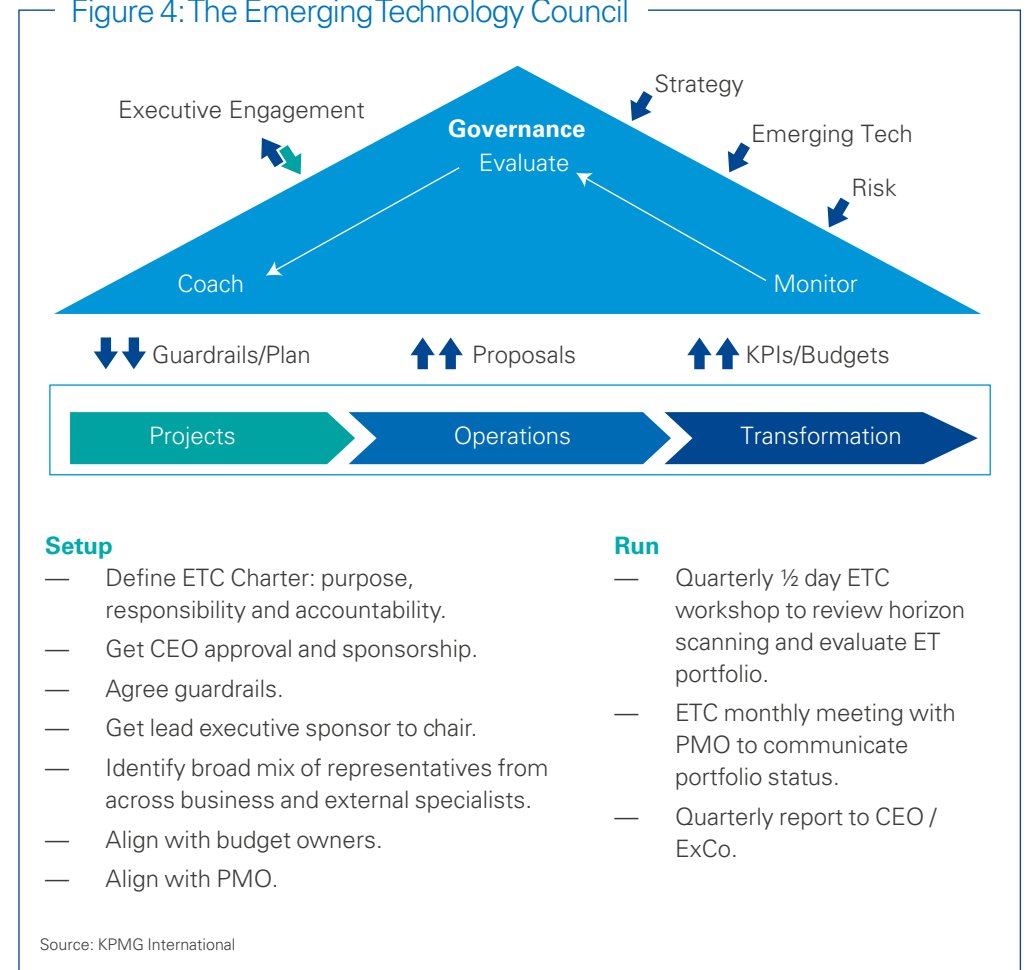 Figure 4: The Emerging Technology Council
Executive Engagement
Strategy
Emerging Tech
Risk
Governance
Evaluate
Coach
Monitor
Guardrails/Plan
Proposals
KPIs/Budgets
Projects
Operations
Transformation
Setup
— Define ETC Charter: purpose,
responsibility and accountability.
— Get CEO approval and sponsorship.
— Agree guardrails.
— Get lead executive sponsor to chair.
— Identify broad mix of representatives from
across business and external specialists.
— Align with budget owners.
— Align with PMO.
Run
— Quarterly ½ day ETC
workshop to review horizon
scanning and evaluate ET
portfolio.
— ETC monthly meeting with
PMO to communicate
portfolio status.
— Quarterly report to CEO /
ExCo.
Source: KPMG International